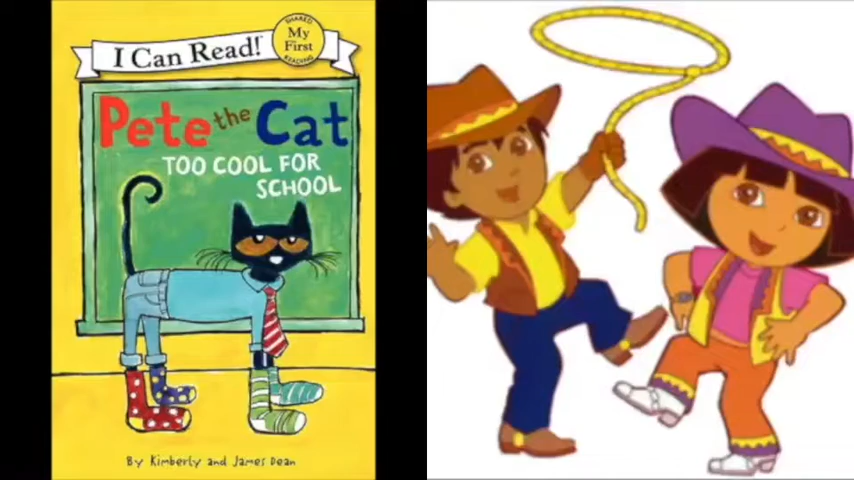 I Can Read!
SHARED
My
First
READING
Pete the Cat
TOO COOL FOR
SCHOOL
By Kimberly and James Dean